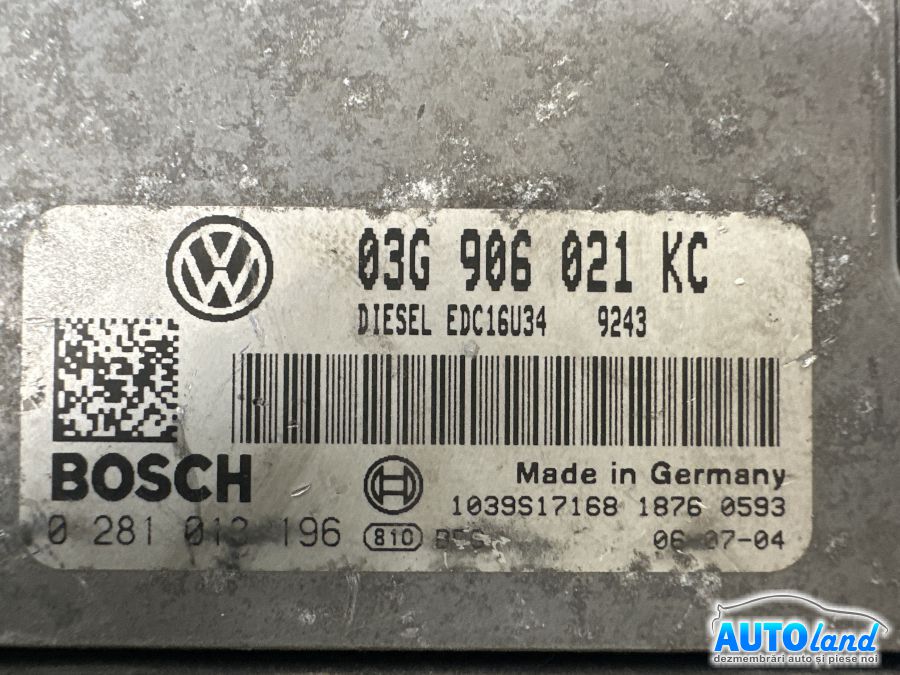 03G 906 021 KC
DIESEL EDC16U34 9243
BOSCH
Made in Germany
1039S17168 1876 0593
0 281 013 196 810
06-07-04
AUTOland
dezmembrări auto și piese noi